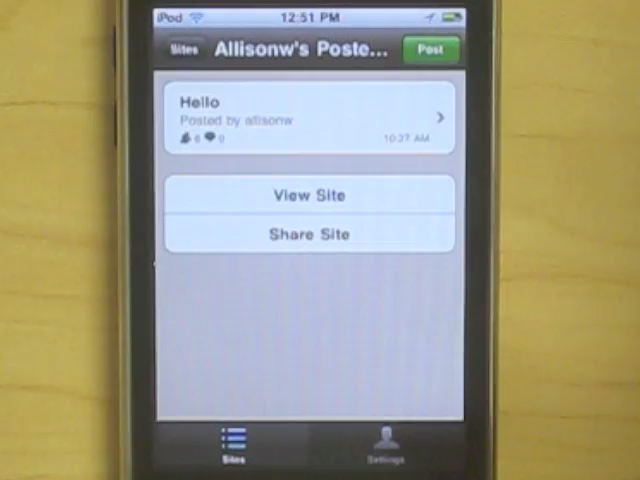 iPod 12:51 PM
Sites Allisonw's Poste... Post
Hello
Posted by allisonw
0 0 10:37 AM
View Site
Share Site
Sites Settings